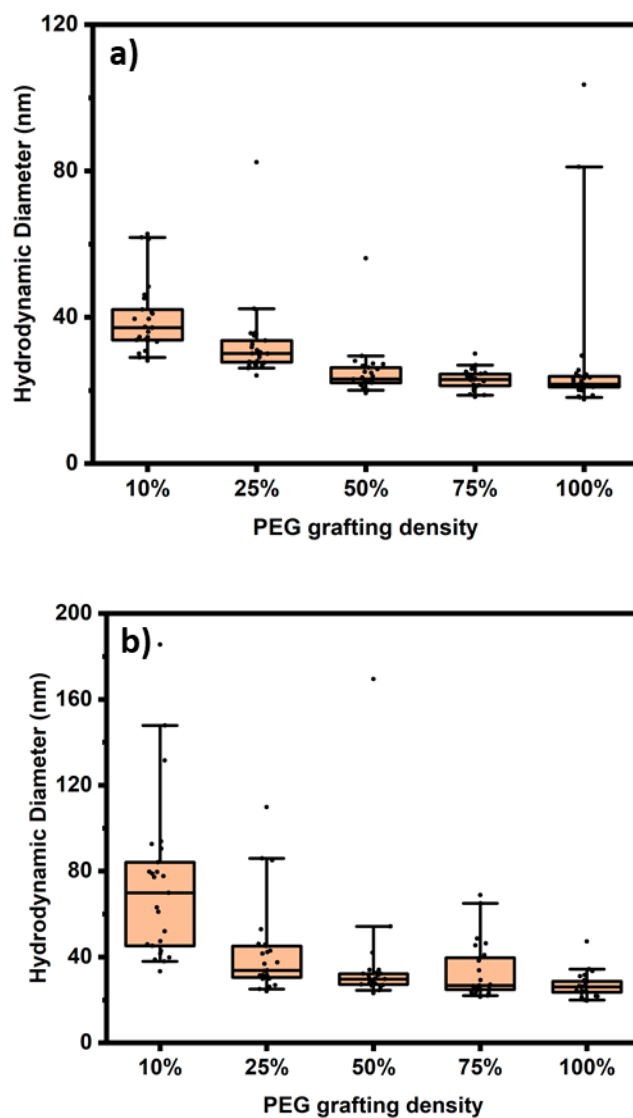 a)
Hydrodynamic Diameter (nm)
120
80
40
0
10% 25% 50% 75% 100%
PEG grafting density
b)
Hydrodynamic Diameter (nm)
200
160
120
80
40
0
10% 25% 50% 75% 100%
PEG grafting density